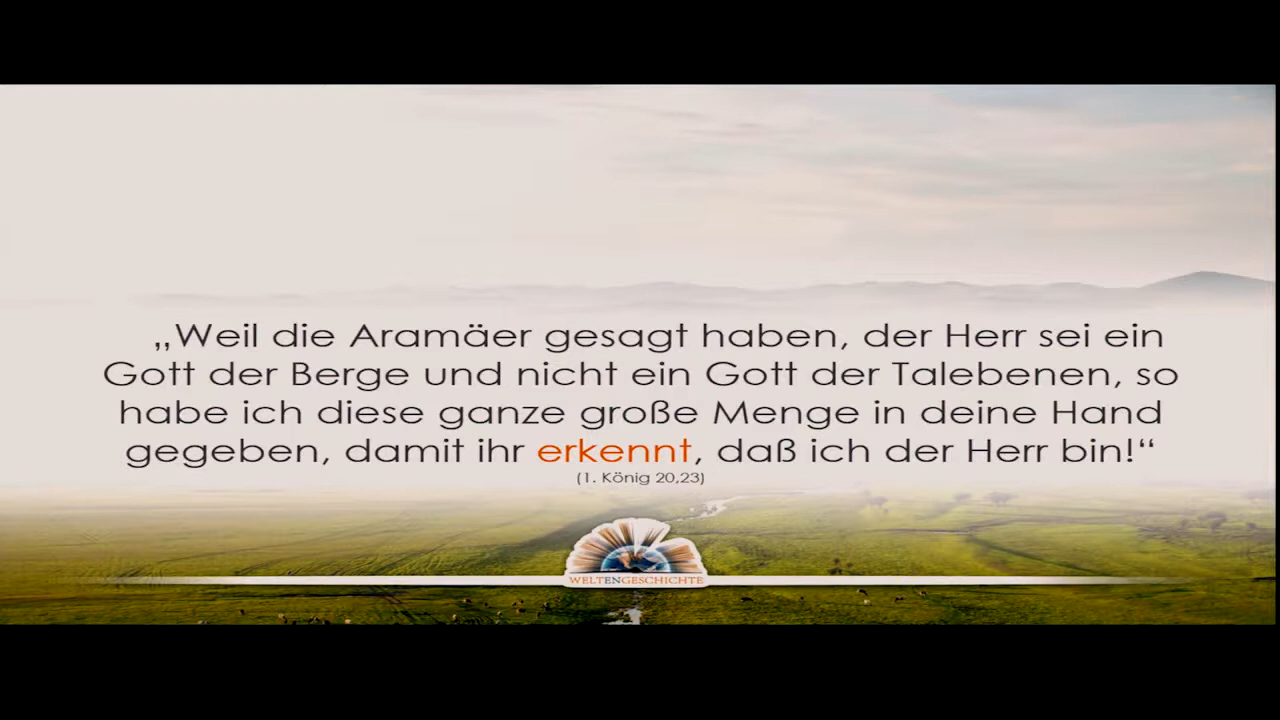 „Weil die Aramäer gesagt haben, der Herr sei ein
Gott der Berge und nicht ein Gott der Talebenen, so
habe ich diese ganze große Menge in deine Hand
gegeben, damit ihr erkennt, daß ich der Herr bin!“
(1. König 20,23)
WELTENGESCHICHTE